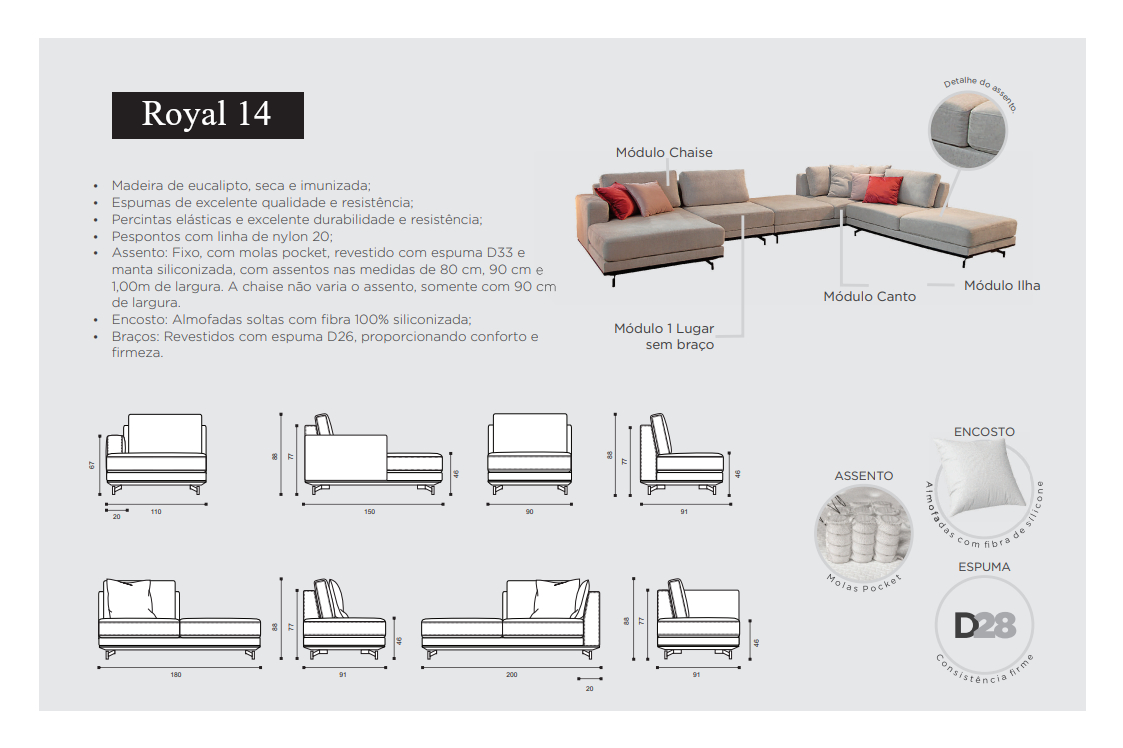 Royal 14
• Madeira de eucalipto, seca e imunizada;
• Espumas de excelente qualidade e resistência;
• Percintas elásticas e excelente durabilidade e resistência;
• Pespontos com linha de nylon 20;
• Assento: Fixo, com molas pocket, revestido com espuma D33 e
manta siliconizada, com assentos nas medidas de 80 cm, 90 cm e
1,00m de largura. A chaise não varia o assento, somente com 90 cm
de largura.
• Encosto: Almofadas soltas com fibra 100% siliconizada;
• Braços: Revestidos com espuma D26, proporcionando conforto e
firmeza.
Detalhe do assento.
Módulo Chaise
Módulo Ilha
Módulo Canto
Módulo 1 Lugar
sem braço
67
110
20
88
77
46
150
90
88
77
46
91
ASSENTO
Molas Pocket
ENCOSTO
Almofadas com fibra de silicone
ESPUMA
D28
Consistência firme
180
88
77
46
91
200
20
88
77
46
91